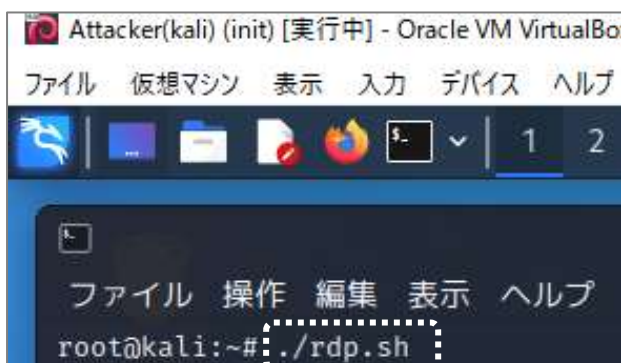 Attacker(kali) (init) [実行中] - Oracle VM VirtualBo
ファイル 仮想マシン 表示 入力 デバイス ヘルプ
1 2
ファイル 操作 編集 表示 ヘルプ
root@kali:~# ./rdp.sh